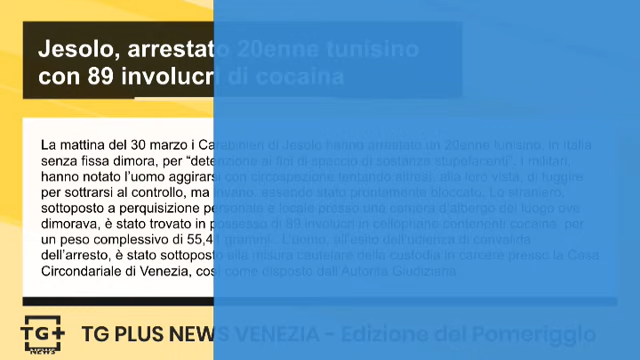 Jesolo, arrestato 20enne tunisino
con 89 involucri di cocaina
La mattina del 30 marzo i Carabinieri di Jesolo hanno arrestato un 20enne tunisino, in Italia
senza fissa dimora, per "detenzione ai fini di spaccio di sostanze stupefacenti". I militari,
hanno notato l'uomo aggirarsi con circospezione tentando altresì, alla loro vista, di fuggire
per sottrarsi al controllo, ma invano, essendo stato prontamente bloccato. Lo straniero,
sottoposto a perquisizione personale e locale presso una camera d'albergo del luogo ove
dimorava, è stato trovato in possesso di 89 involucri in cellophane contenenti cocaina, per
un peso complessivo di 55,4 grammi. L'uomo, all'esito dell'udienza di convalida
dell'arresto, è stato sottoposto alla misura cautelare della custodia in carcere presso la Casa
Circondariale di Venezia, così come disposto dall'Autorità Giudiziaria.
TG+
NEWS
TG PLUS NEWS VENEZIA - Edizione del Pomeriggio